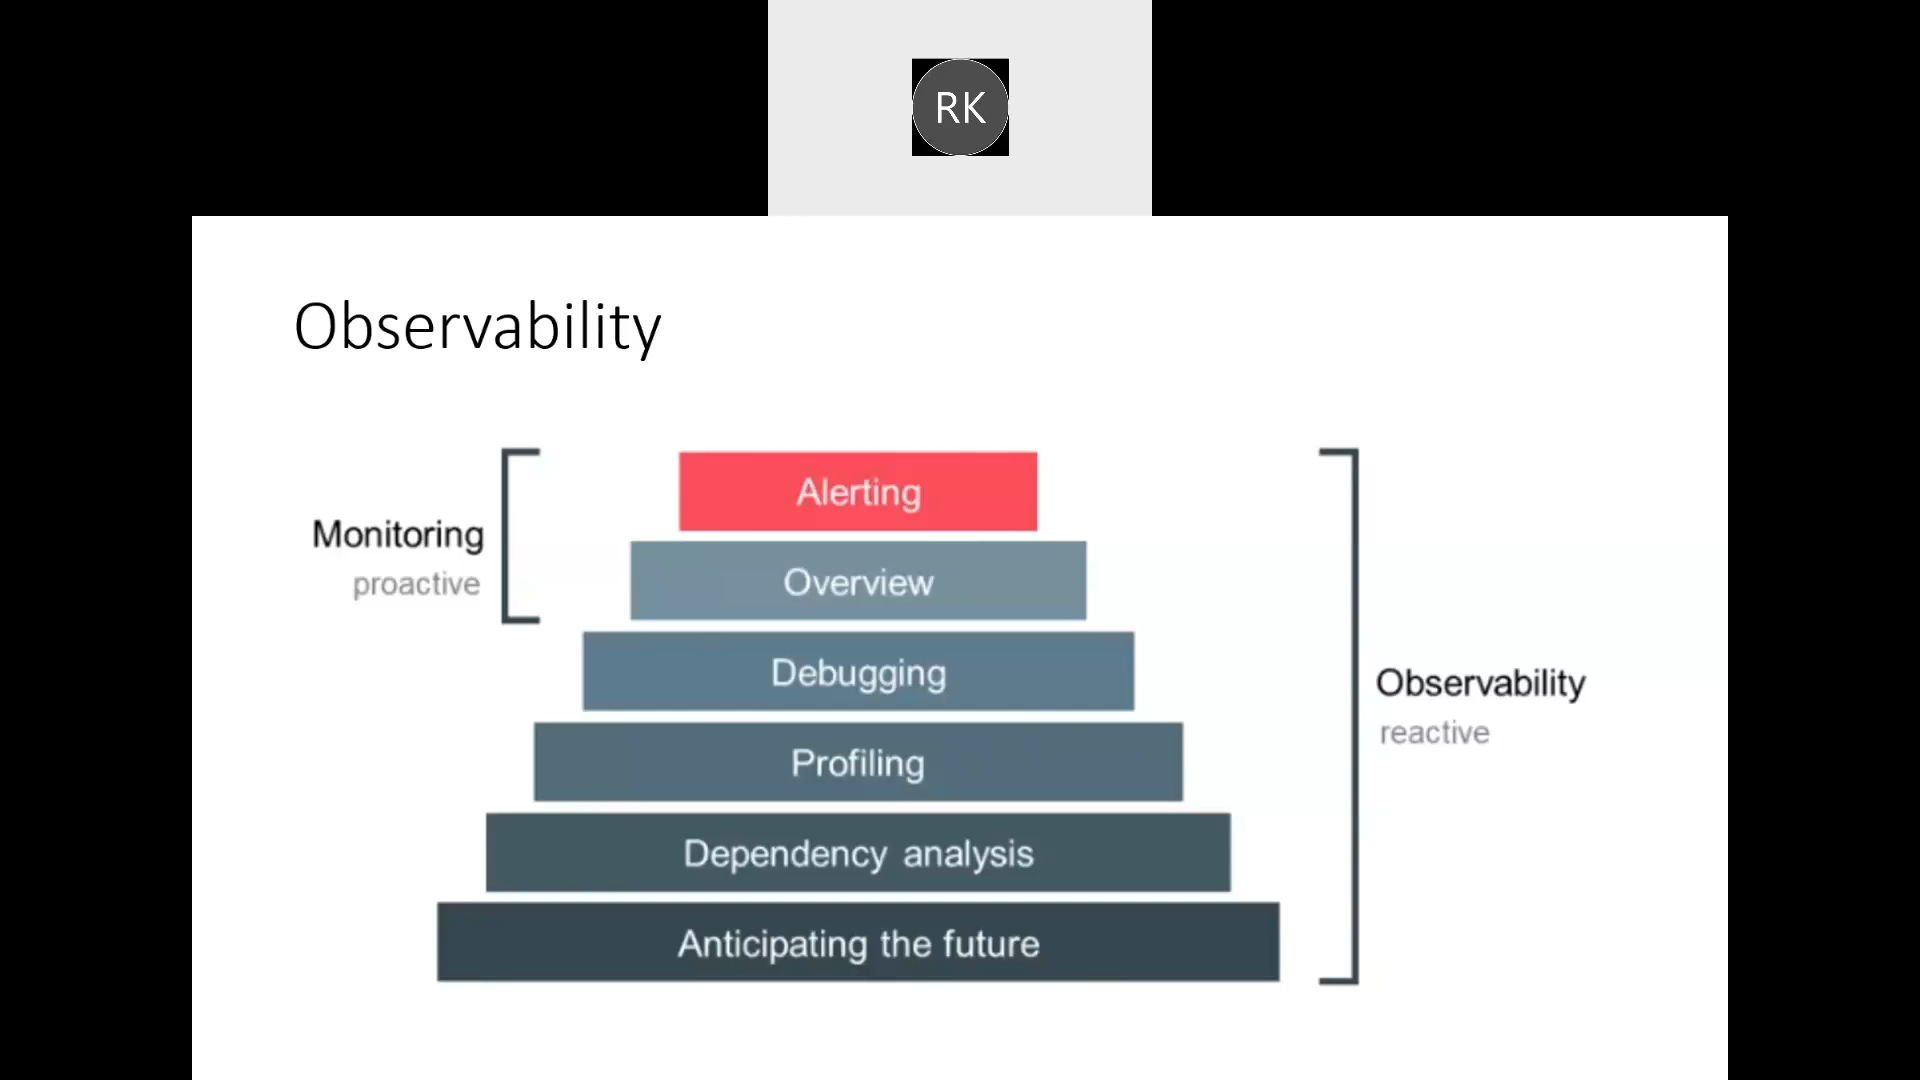 RK
Observability
Alerting
Monitoring
proactive
Overview
Debugging
Observability
reactive
Profiling
Dependency analysis
Anticipating the future